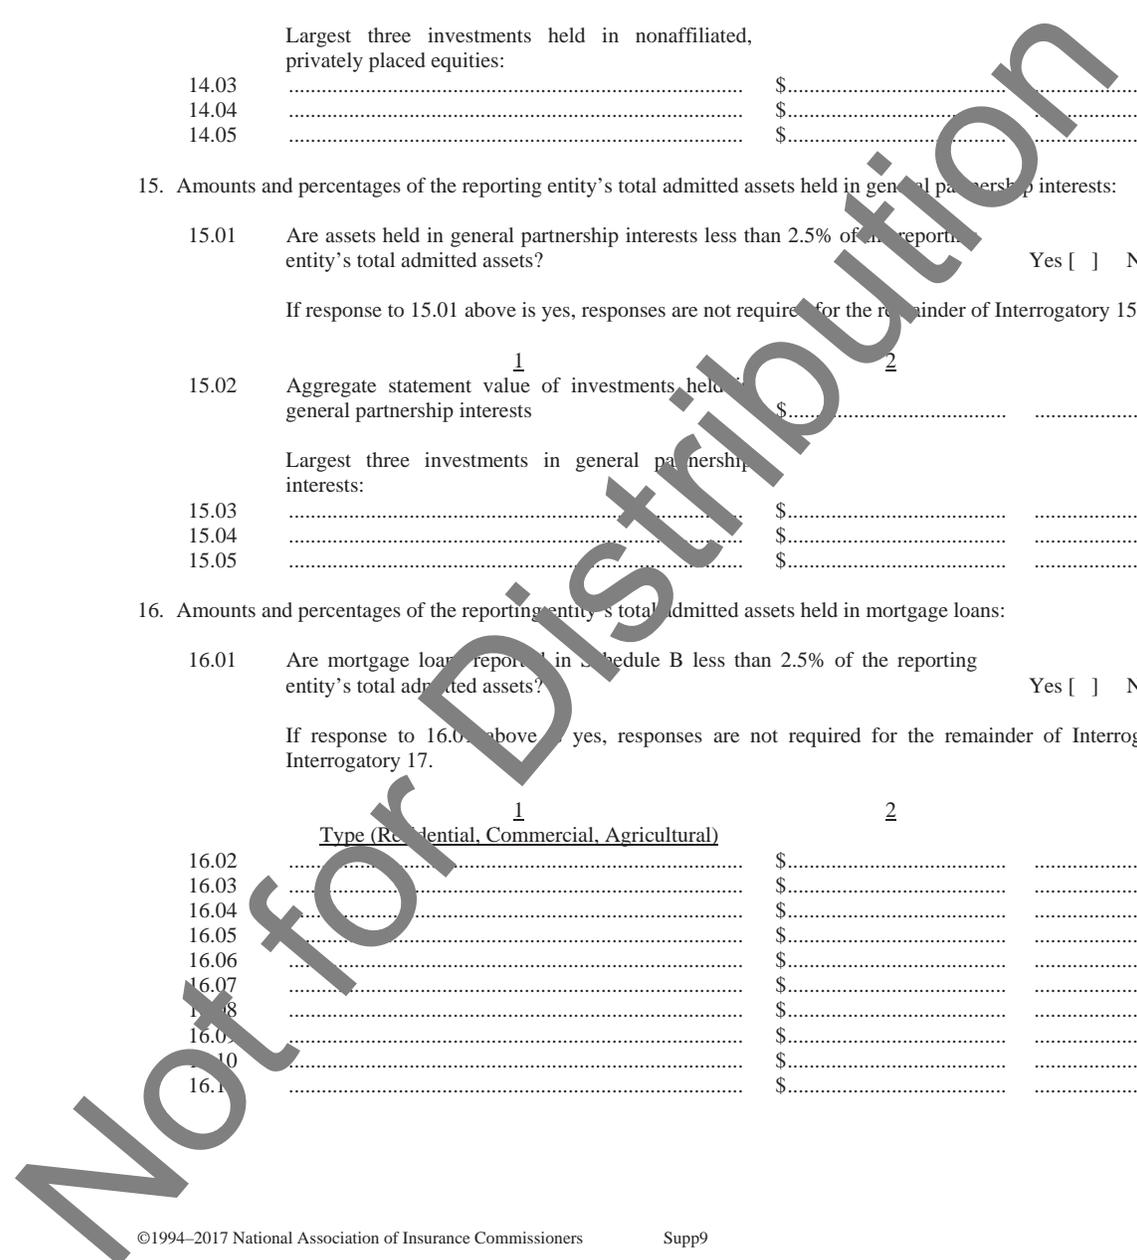 Largest three investments held in nonaffiliated,
privately placed equities:
14.03 .................... $.................... ....................
14.04 .................... $.................... ....................
14.05 .................... $.................... ....................
15. Amounts and percentages of the reporting entity’s total admitted assets held in general partnership interests:
15.01 Are assets held in general partnership interests less than 2.5% of the reporting
entity’s total admitted assets? Yes [ ] N
If response to 15.01 above is yes, responses are not required for the remainder of Interrogatory 15
1 2
15.02 Aggregate statement value of investments held in
general partnership interests $.................... ....................
Largest three investments in general partnership
interests:
15.03 .................... $.................... ....................
15.04 .................... $.................... ....................
15.05 .................... $.................... ....................
16. Amounts and percentages of the reporting entity’s total admitted assets held in mortgage loans:
16.01 Are mortgage loans reported in Schedule B less than 2.5% of the reporting
entity’s total admitted assets? Yes [ ] N
If response to 16.01 above is yes, responses are not required for the remainder of Interrog
Interrogatory 17.
1 2
Type (Residential, Commercial, Agricultural)
16.02 .................... $.................... ....................
16.03 .................... $.................... ....................
16.04 .................... $.................... ....................
16.05 .................... $.................... ....................
16.06 .................... $.................... ....................
16.07 .................... $.................... ....................
16.08 .................... $.................... ....................
16.09 .................... $.................... ....................
16.10 .................... $.................... ....................
16.11 .................... $.................... ....................
©1994–2017 National Association of Insurance Commissioners Supp9
Not for Distribution